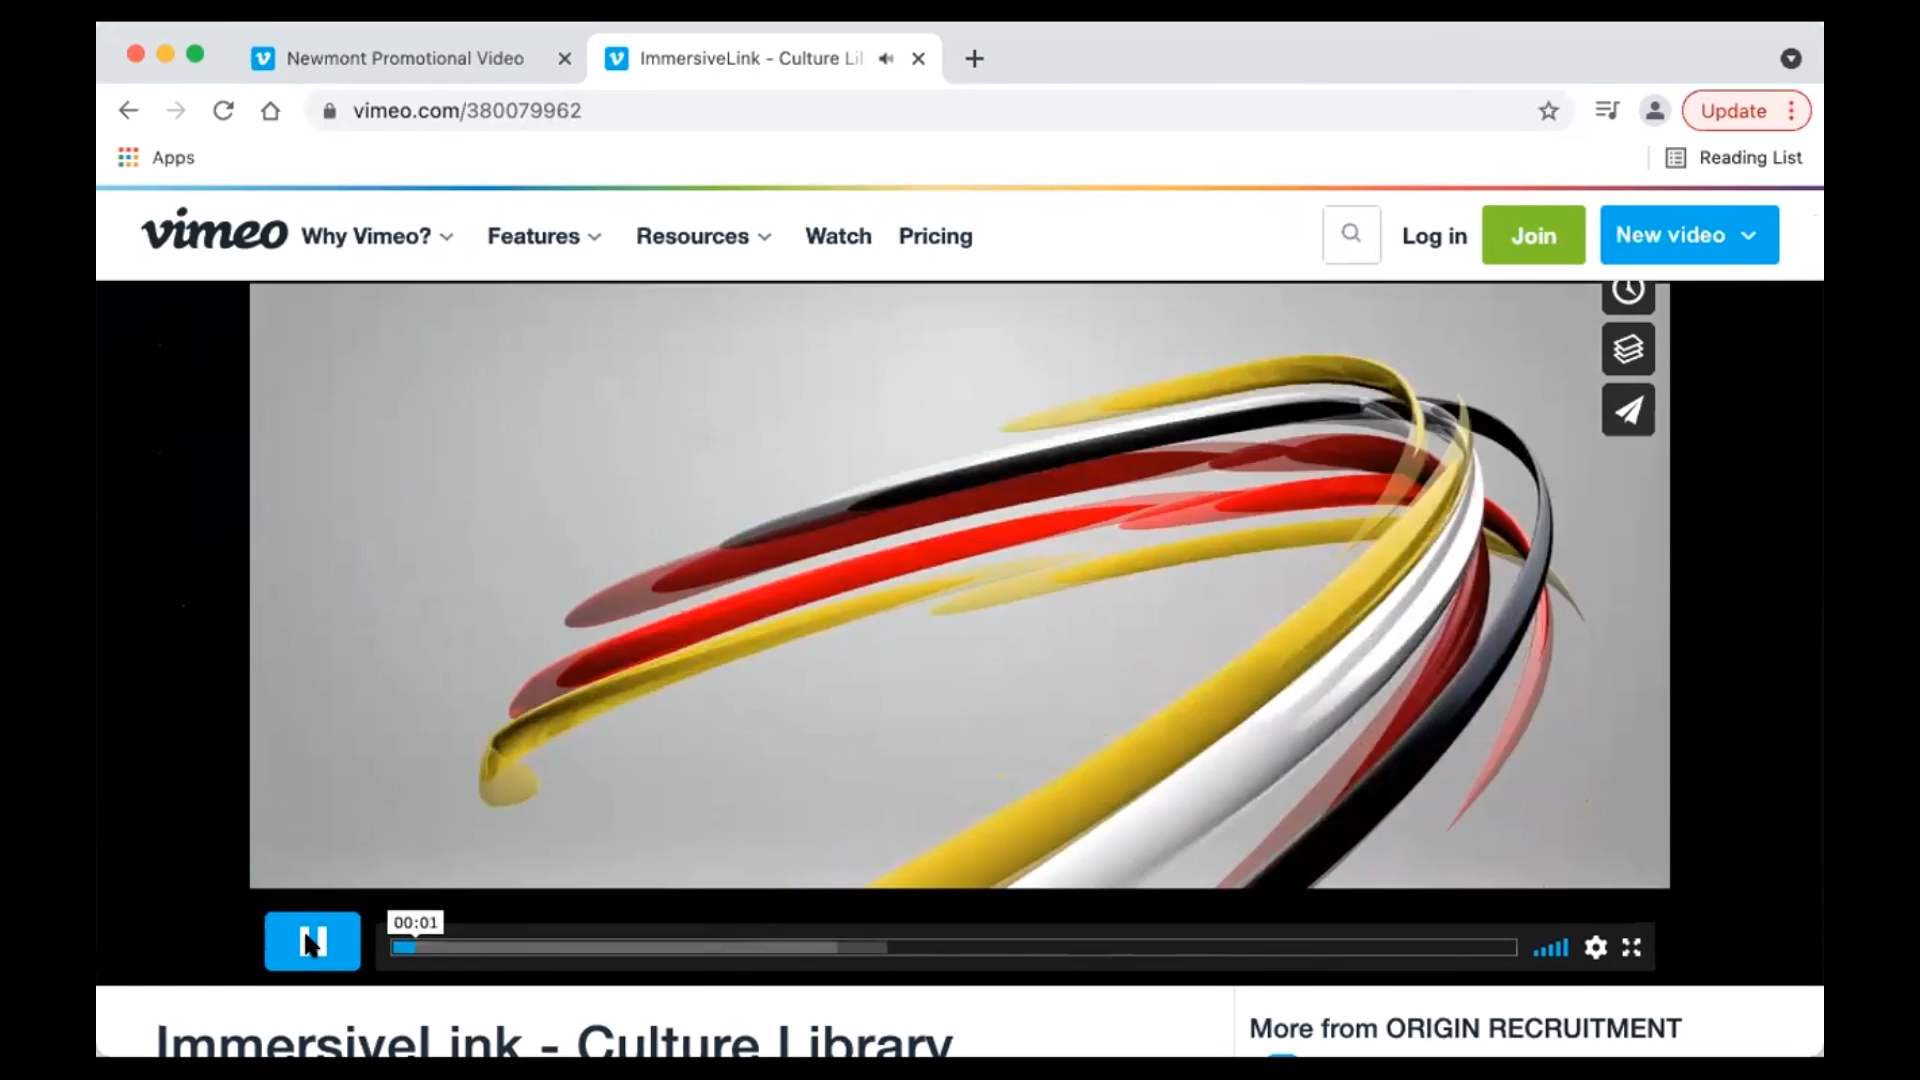 Newmont Promotional Video
ImmersiveLink - Culture Lil
vimeo.com/380079962
Update
Apps
Reading List
vimeo
Why Vimeo?
Features
Resources
Watch
Pricing
Log in
Join
New video
00:01
ImmersiveLink - Culture Library
More from ORIGIN RECRUITMENT